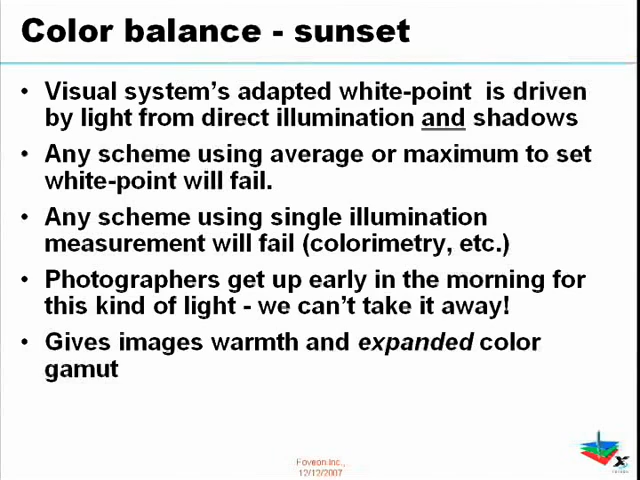 Color balance - sunset
• Visual system's adapted white-point is driven
by light from direct illumination and shadows
• Any scheme using average or maximum to set
white-point will fail.
• Any scheme using single illumination
measurement will fail (colorimetry, etc.)
• Photographers get up early in the morning for
this kind of light - we can't take it away!
• Gives images warmth and expanded color
gamut
Foveon Inc.,
12/12/2007